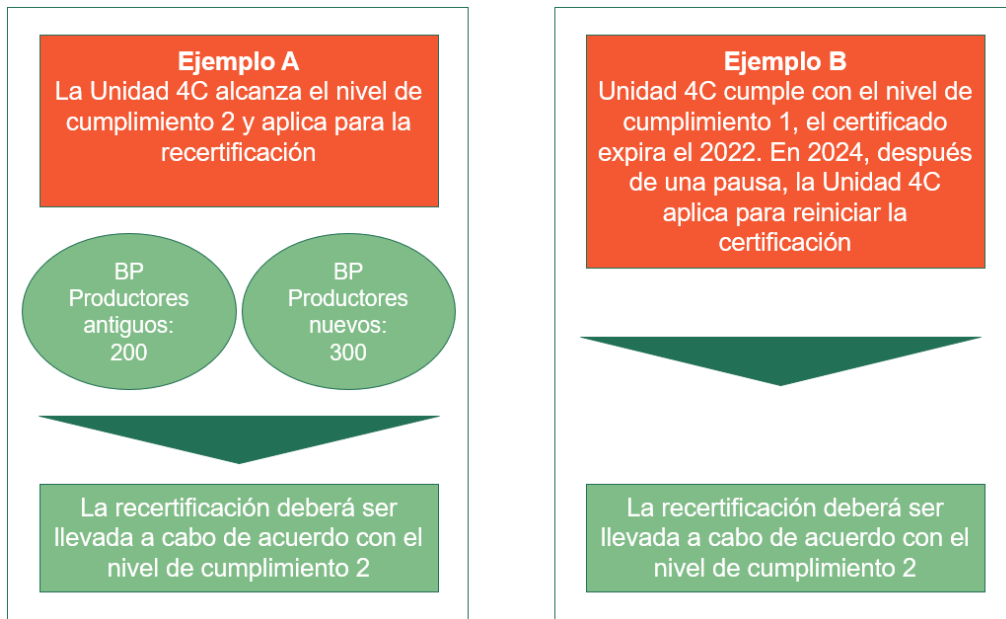 Ejemplo A
La Unidad 4C alcanza el nivel de
cumplimiento 2 y aplica para la
recertificación
BP
Productores
antiguos:
200
BP
Productores
nuevos:
300
La recertificación deberá ser
llevada a cabo de acuerdo con el
nivel de cumplimiento 2
Ejemplo B
Unidad 4C cumple con el nivel de
cumplimiento 1, el certificado
expira el 2022. En 2024, después
de una pausa, la Unidad 4C
aplica para reiniciar la
certificación
La recertificación deberá ser
llevada a cabo de acuerdo con el
nivel de cumplimiento 2